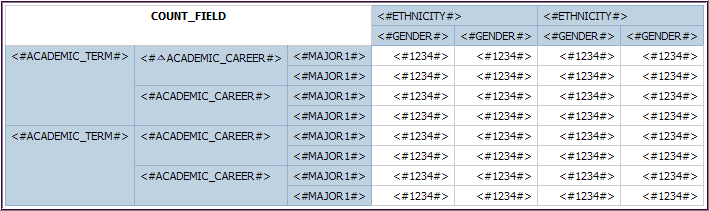 COUNT_FIELD <#ETHNICITY#> <#ETHNICITY#>
<#GENDER#> <#GENDER#> <#GENDER#> <#GENDER#>
<#ACADEMIC_TERM#> <#≙ACADEMIC_CAREER#> <#MAJOR1#> <#1234#> <#1234#> <#1234#> <#1234#>
<#MAJOR1#> <#1234#> <#1234#> <#1234#> <#1234#>
<#ACADEMIC_CAREER#> <#MAJOR1#> <#1234#> <#1234#> <#1234#> <#1234#>
<#MAJOR1#> <#1234#> <#1234#> <#1234#> <#1234#>
<#ACADEMIC_TERM#> <#ACADEMIC_CAREER#> <#MAJOR1#> <#1234#> <#1234#> <#1234#> <#1234#>
<#MAJOR1#> <#1234#> <#1234#> <#1234#> <#1234#>
<#ACADEMIC_CAREER#> <#MAJOR1#> <#1234#> <#1234#> <#1234#> <#1234#>
<#MAJOR1#> <#1234#> <#1234#> <#1234#> <#1234#>